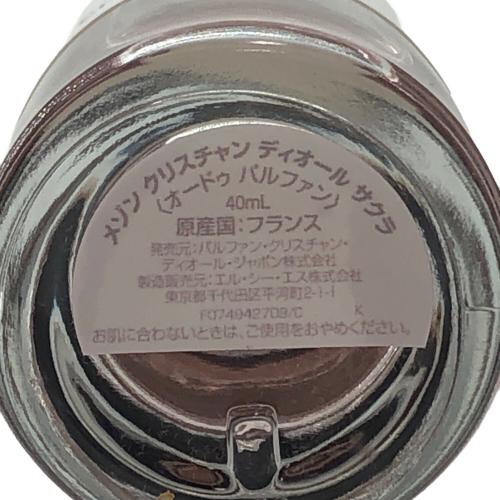 メゾン クリスチャン ディオール サクラ
(オードゥ パルファン)
40mL
原産国:フランス
発売元:パルファン・クリスチャン・
ディオール・ジャポン株式会社
製造販売元:エル・シー・エス株式会社
東京都千代田区平河町2-1-1
F074942709/C K
お肌に合わないときは、ご使用をおやめください。